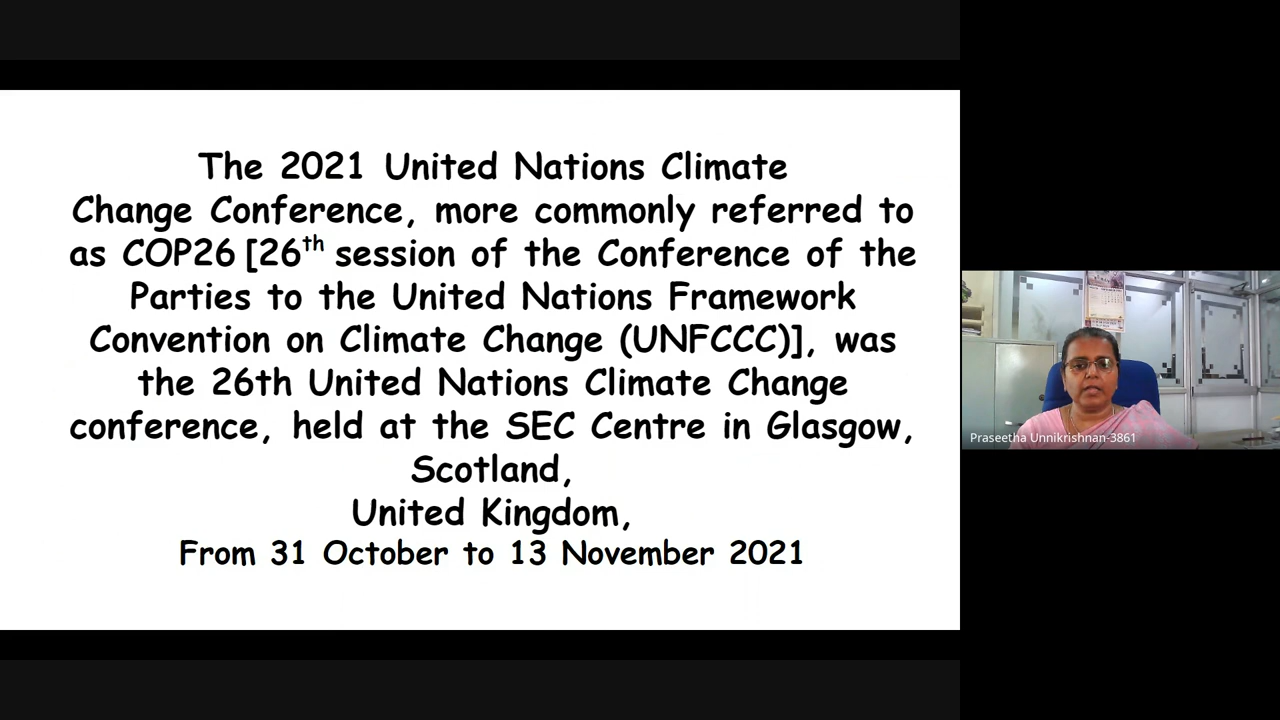 The 2021 United Nations Climate
Change Conference, more commonly referred to
as COP26 [26th session of the Conference of the
Parties to the United Nations Framework
Convention on Climate Change (UNFCCC)], was
the 26th United Nations Climate Change
conference, held at the SEC Centre in Glasgow,
Scotland,
United Kingdom,
From 31 October to 13 November 2021
Praseetha Unnikrishnan-3861